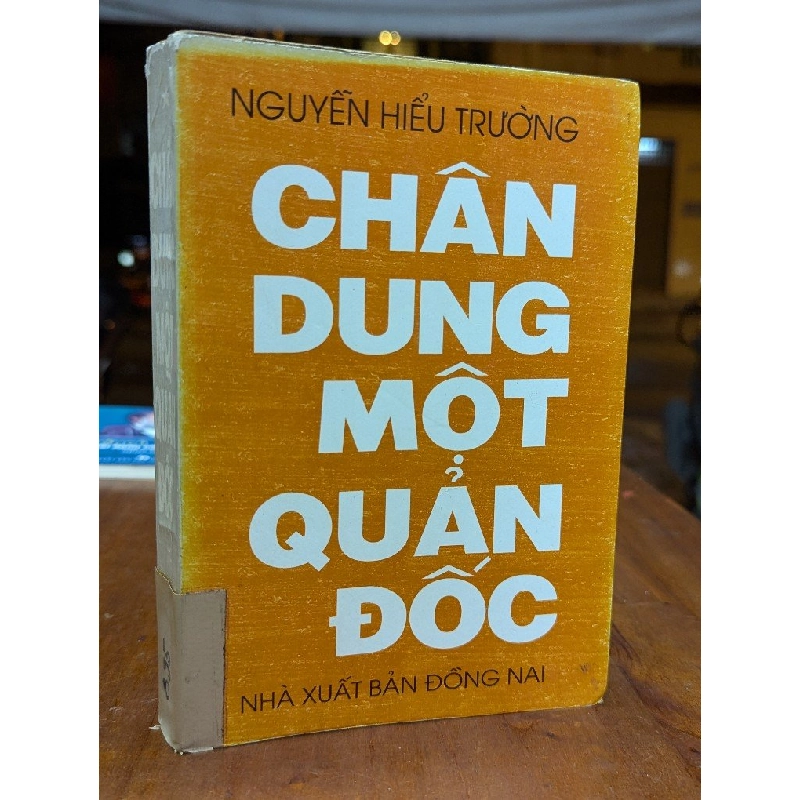 NGUYỄN HIỂU TRƯỜNG
CHÂN
DUNG
MỘT
QUẢN
ĐỐC
NHÀ XUẤT BẢN ĐỒNG NAI